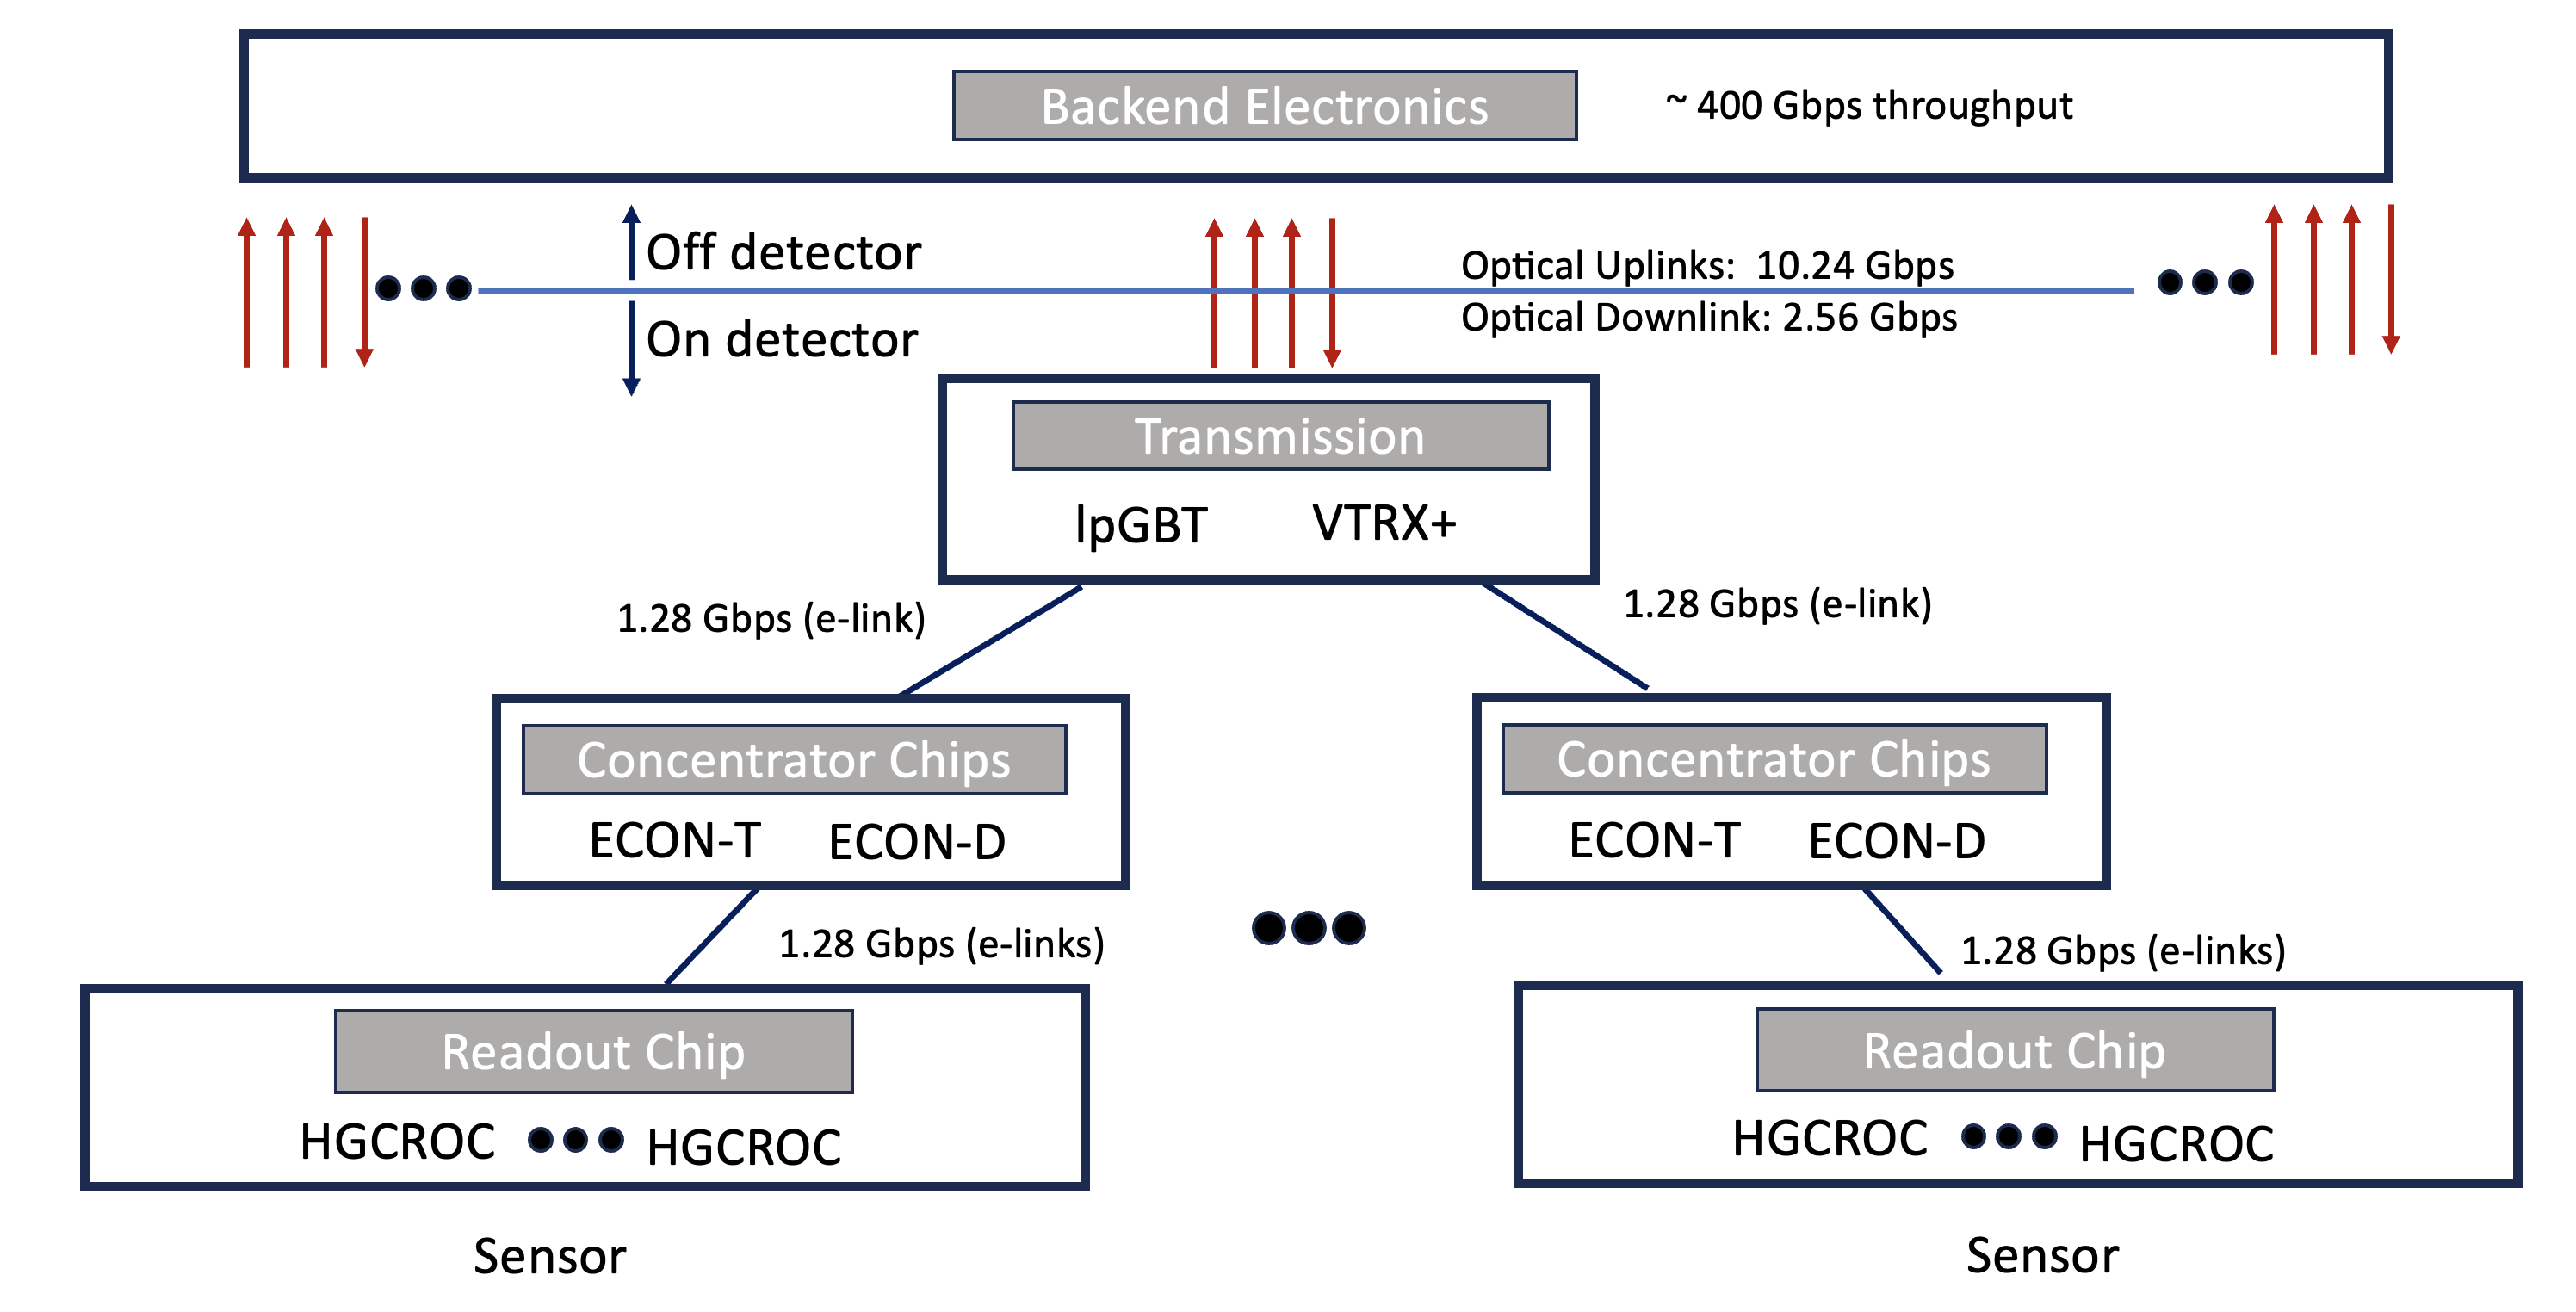 Backend Electronics
~ 400 Gbps throughput
Off detector
On detector
Optical Uplinks:  10.24 Gbps
Optical Downlink: 2.56 Gbps
Transmission
lpGBT VTRX+
1.28 Gbps (e-link)
1.28 Gbps (e-link)
Concentrator Chips
ECON-T ECON-D
Concentrator Chips
ECON-T ECON-D
1.28 Gbps (e-links)
1.28 Gbps (e-links)
Readout Chip
HGCROC HGCROC
Readout Chip
HGCROC HGCROC
Sensor
Sensor